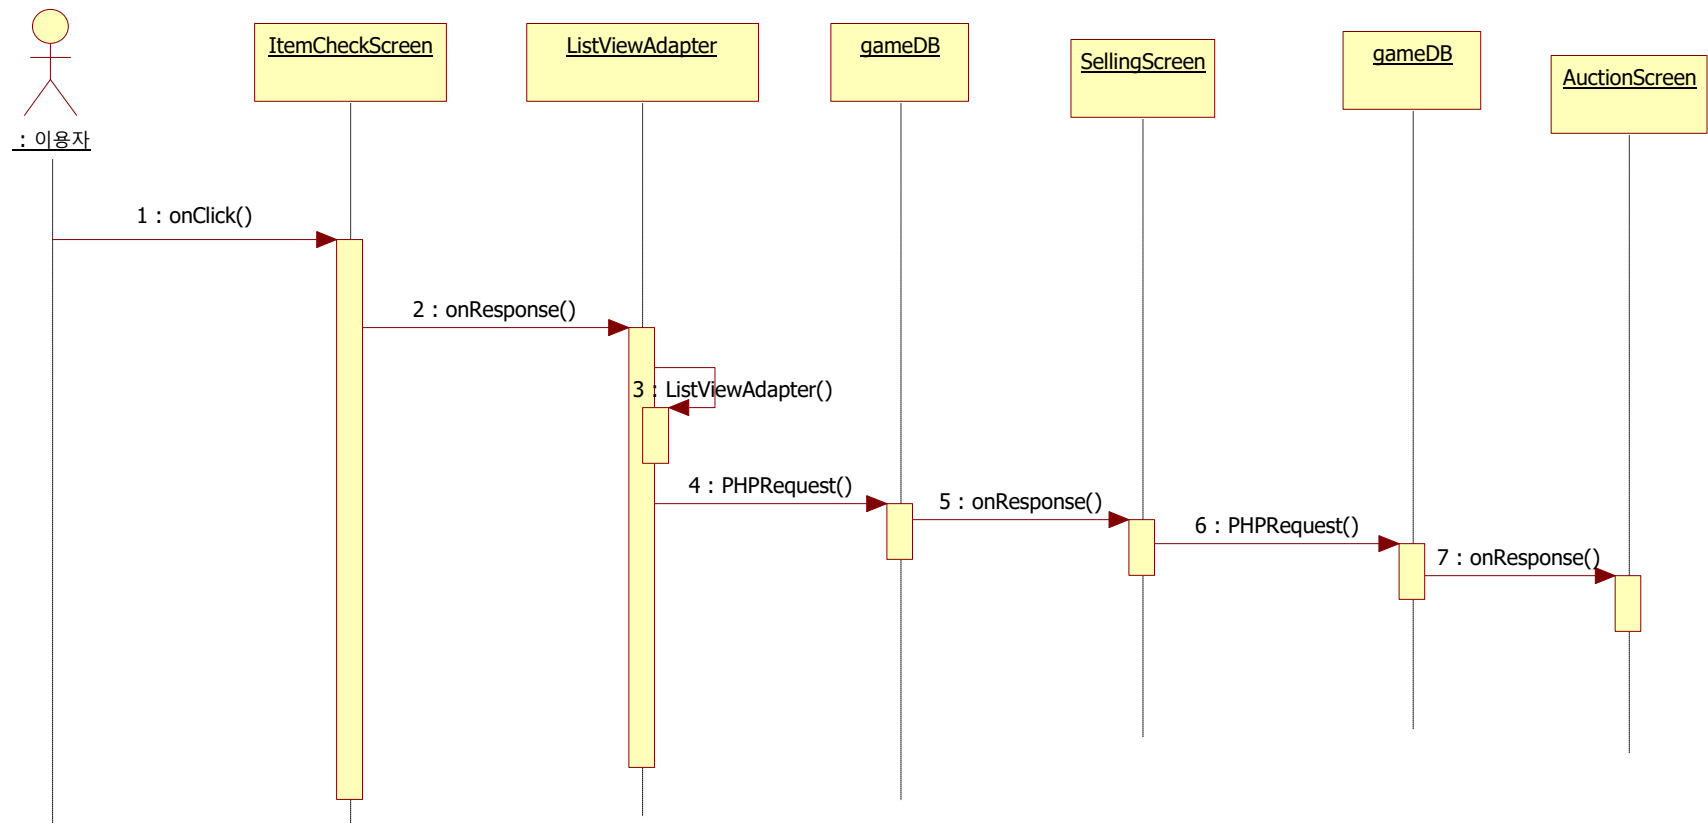 ItemCheckScreen
ListViewAdapter
gameDB
SellingScreen
gameDB
AuctionScreen
: 이용자
1 : onClick()
2 : onResponse()
3 : ListViewAdapter()
4 : PHPRequest()
5 : onResponse()
6 : PHPRequest()
7 : onResponse()